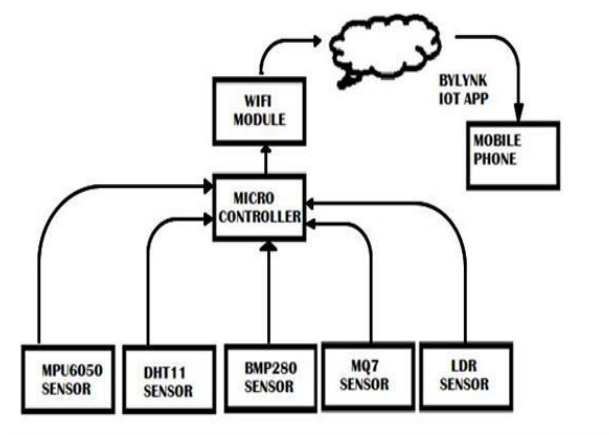 WIFI
MODULE
BYLYNK
IOT APP
MOBILE
PHONE
MICRO
CONTROLLER
MPU6050
SENSOR
DHT11
SENSOR
BMP280
SENSOR
MQ7
SENSOR
LDR
SENSOR